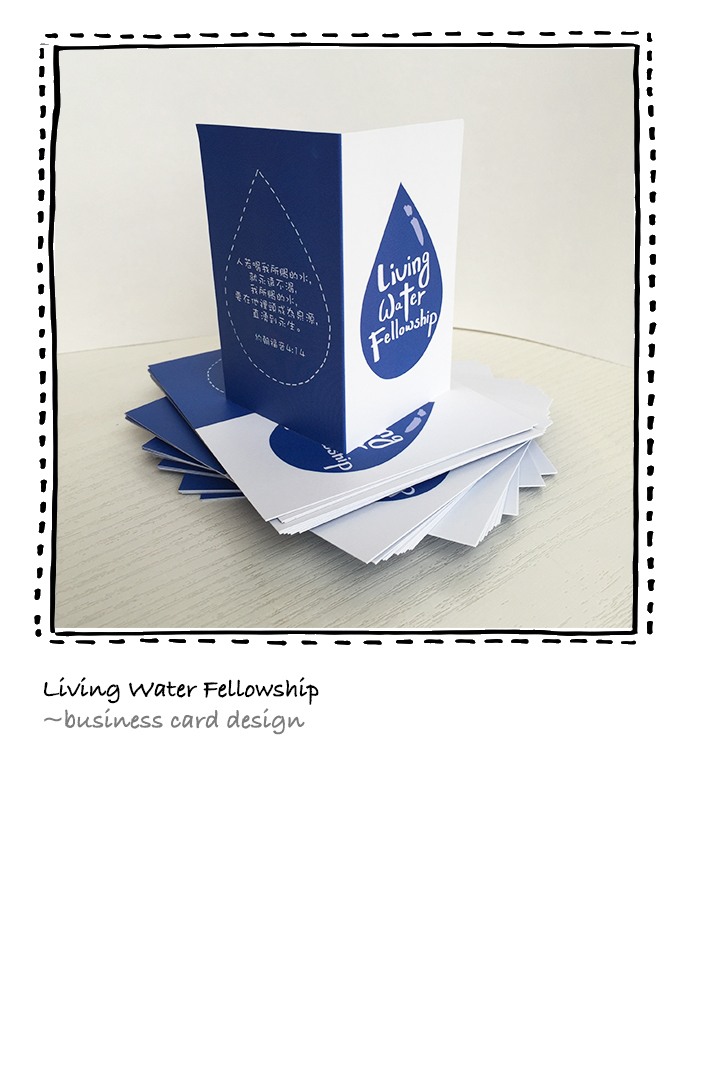 人若喝我所賜的水，
就永遠不渴，
我所賜的水，
要在他裡頭成為泉源，
直湧到永生。
約翰福音4:14
Living
Water
Fellowship
Living Water Fellowship
~business card design